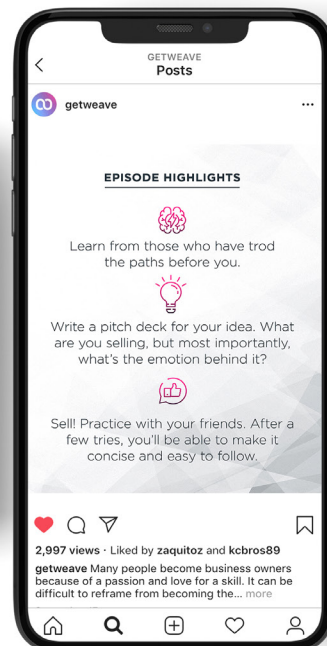 GETWEAVE
Posts
getweave
EPISODE HIGHLIGHTS
Learn from those who have trod
the paths before you.
Write a pitch deck for your idea. What
are you selling, but most importantly,
what's the emotion behind it?
Sell! Practice with your friends. After a
few tries, you'll be able to make it
concise and easy to follow.
2,997 views · Liked by zaquitoz and kcbros89
getweave Many people become business owners
because of a passion and love for a skill. It can be
difficult to reframe from becoming the... more